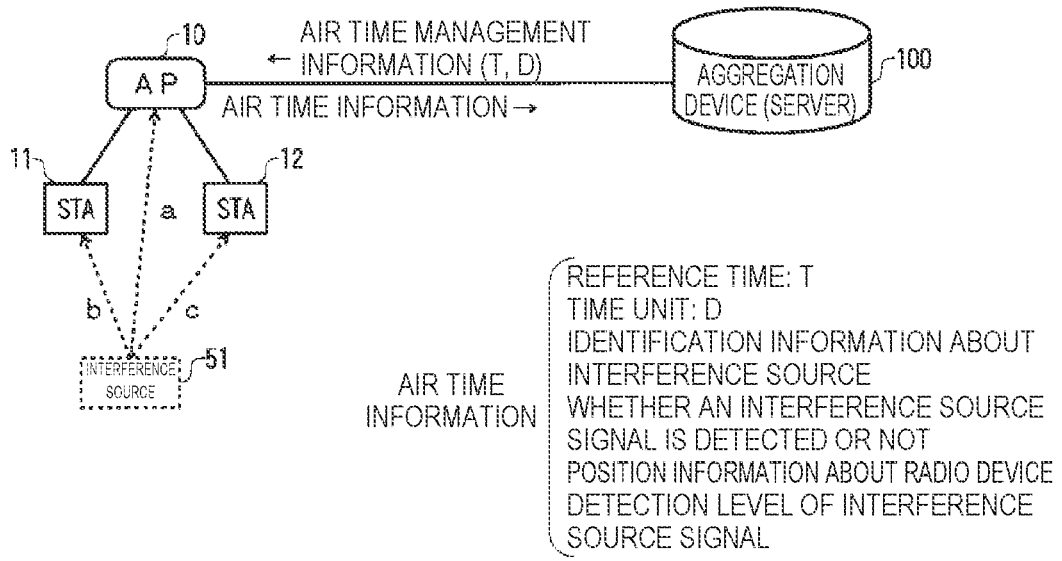 10
AIR TIME MANAGEMENT
← INFORMATION (T, D)
AP
AIR TIME INFORMATION →
AGGREGATION
DEVICE (SERVER)
100
11
12
STA
STA
a
b
c
INTERFERENCE
SOURCE
51
AIR TIME
INFORMATION
REFERENCE TIME: T
TIME UNIT: D
IDENTIFICATION INFORMATION ABOUT
INTERFERENCE SOURCE
WHETHER AN INTERFERENCE SOURCE
SIGNAL IS DETECTED OR NOT
POSITION INFORMATION ABOUT RADIO DEVICE
DETECTION LEVEL OF INTERFERENCE
SOURCE SIGNAL